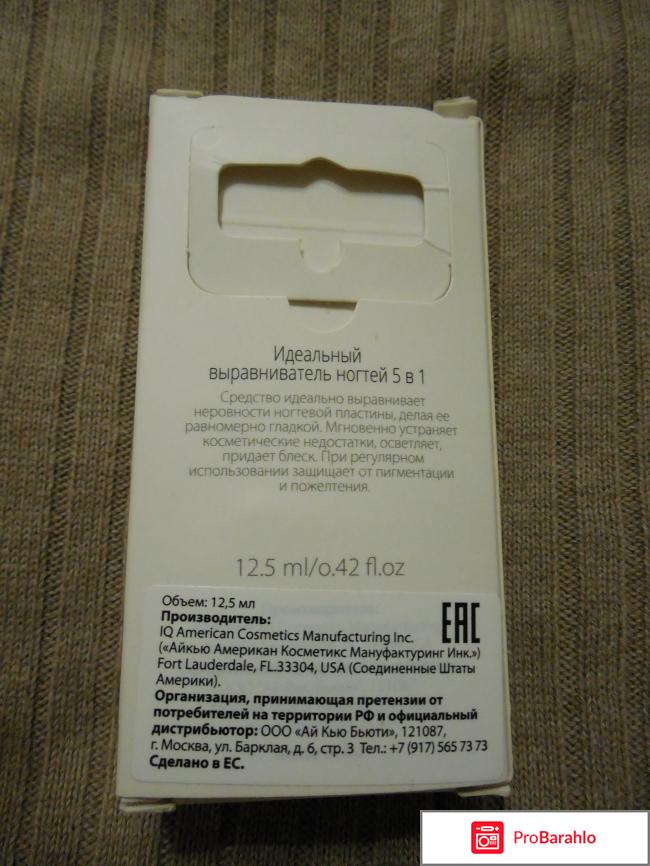 Идеальный
выравниватель ногтей 5 в 1
Средство идеально выравнивает
неровности ногтевой пластины, делая ее
равномерно гладкой. Мгновенно устраняет
косметические недостатки, осветляет,
придает блеск. При регулярном
использовании защищает от пигментации
и пожелтения.
12.5 ml/0.42 fl.oz
Объем: 12,5 мл
Производитель:
IQ American Cosmetics Manufacturing Inc.
(«Айкью Американ Косметикс Мануфактуринг Инк.»)
Fort Lauderdale, FL.33304, USA (Соединенные Штаты
Америки).
EAC
Организация, принимающая претензии от
потребителей на территории РФ и официальный
дистрибьютор: ООО «Ай Кью Бьюти», 121087,
г. Москва, ул. Барклая, д. 6, стр. 3 Тел.: +7 (917) 565 73 73
Сделано в ЕС.
ProBarahlo